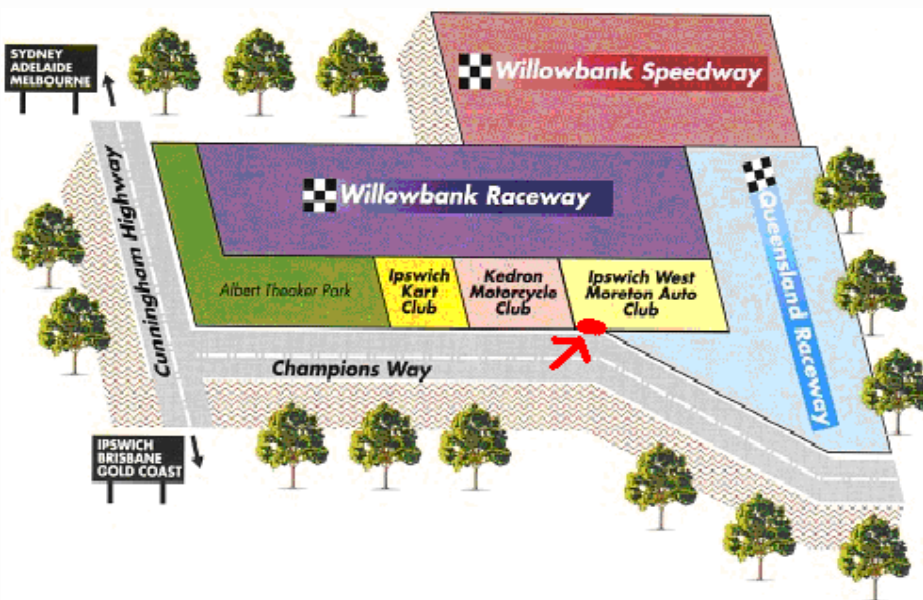 SYDNEY
ADELAIDE
MELBOURNE
Willowbank Speedway
Cunningham Highway
Willowbank Raceway
Queensland Raceway
Albert Theaker Park
Ipswich
Kart
Club
Kedron
Motorcycle
Club
Ipswich West
Moreton Auto
Club
Champions Way
IPSWICH
BRISBANE
GOLD COAST